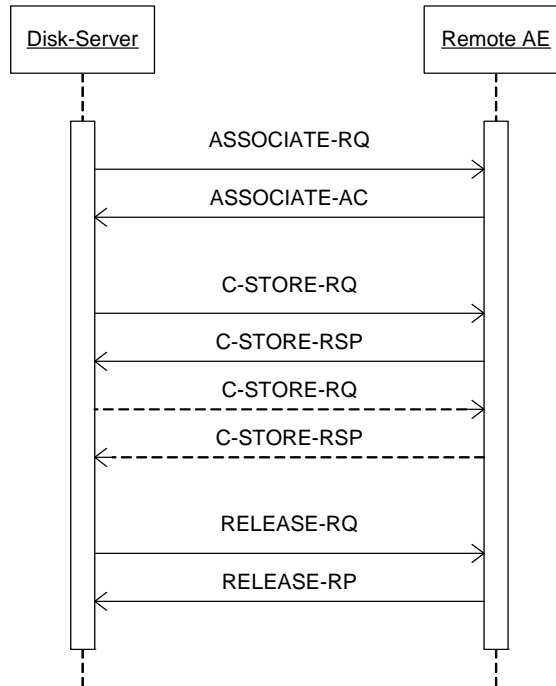 Disk-Server
Remote AE
ASSOCIATE-RQ
ASSOCIATE-AC
C-STORE-RQ
C-STORE-RSP
C-STORE-RQ
C-STORE-RSP
RELEASE-RQ
RELEASE-RP